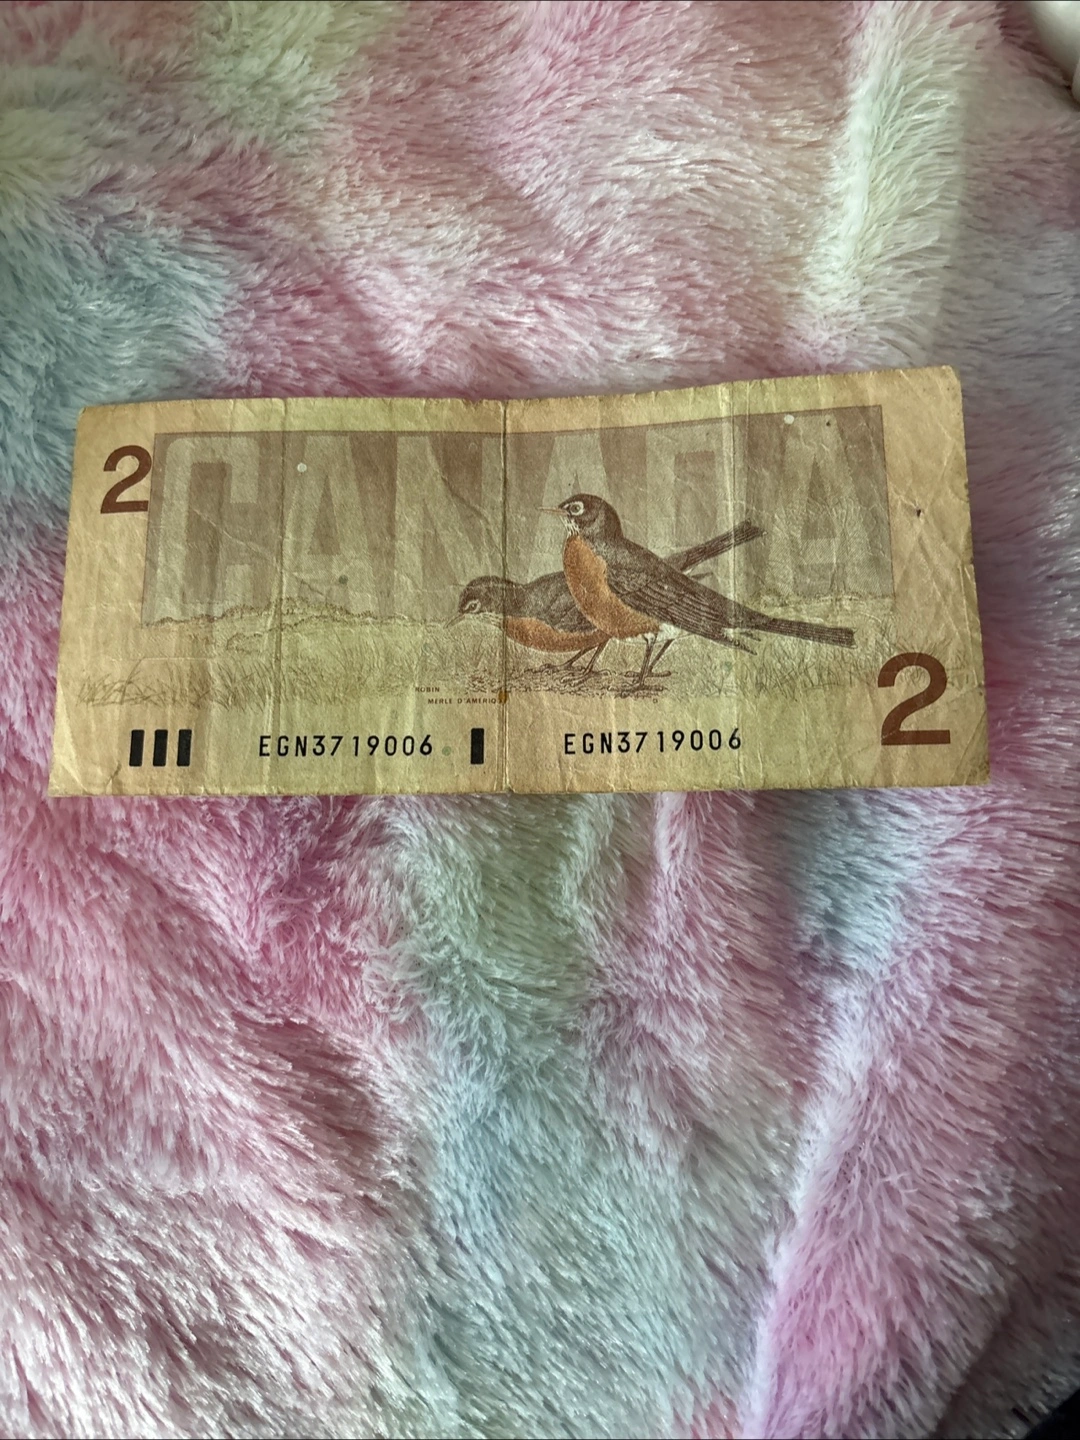 2
CANADA
ROBIN
MERLE D'AMÉRIQUE
2
EGN3719006 EGN3719006